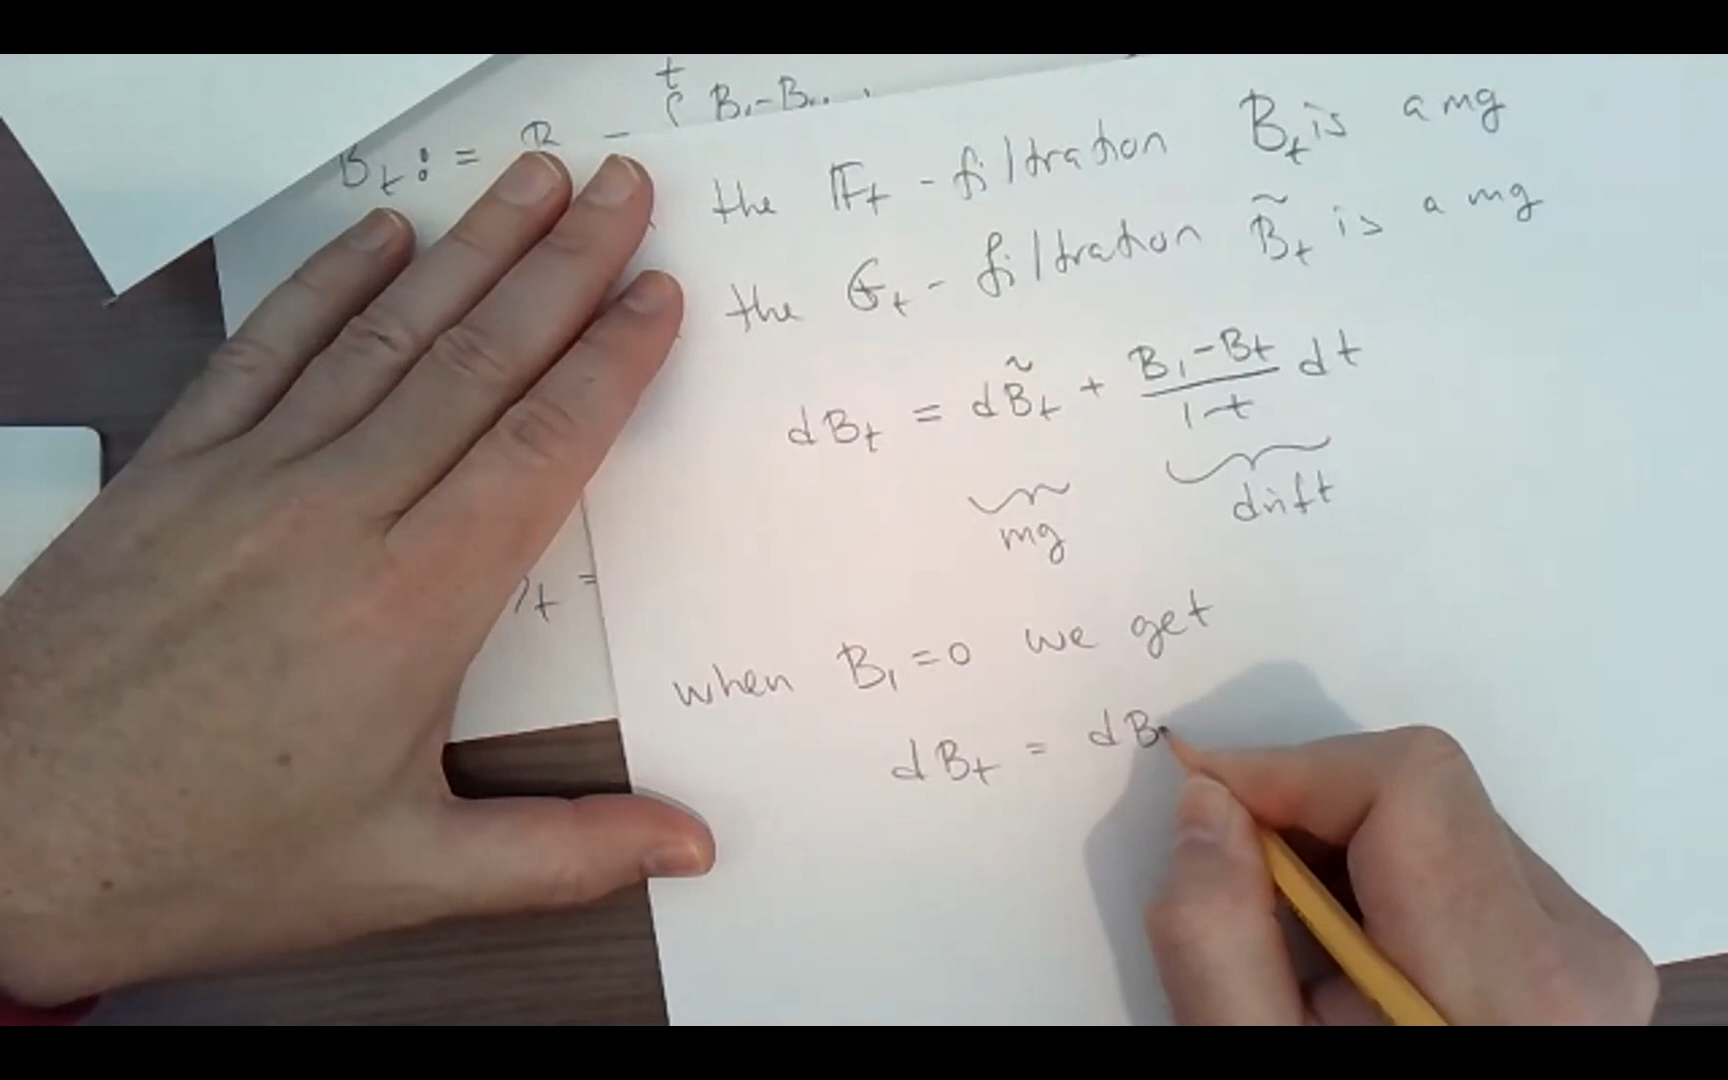 t
B_t := B - ∫ B_1 - B
the 𝔽_t - filtration B_t is a mg
the G_t - filtration B̃_t is a mg
dB_t = dB̃_t + (B_1 - B_t)/(1-t) dt
mg drift
t =
when B_1 = 0 we get
dB_t = dB